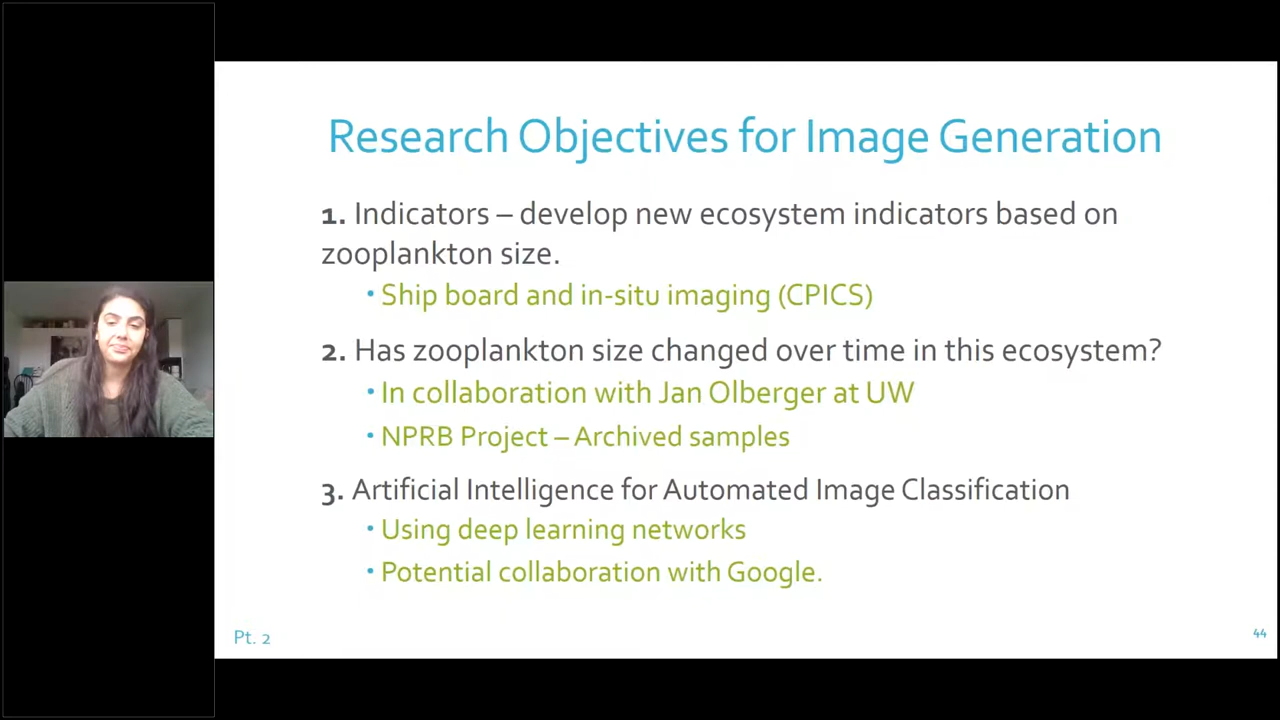 Research Objectives for Image Generation
1. Indicators – develop new ecosystem indicators based on
zooplankton size.
• Ship board and in-situ imaging (CPICS)
2. Has zooplankton size changed over time in this ecosystem?
• In collaboration with Jan Olberger at UW
• NPRB Project – Archived samples
3. Artificial Intelligence for Automated Image Classification
• Using deep learning networks
• Potential collaboration with Google.
Pt. 2
44